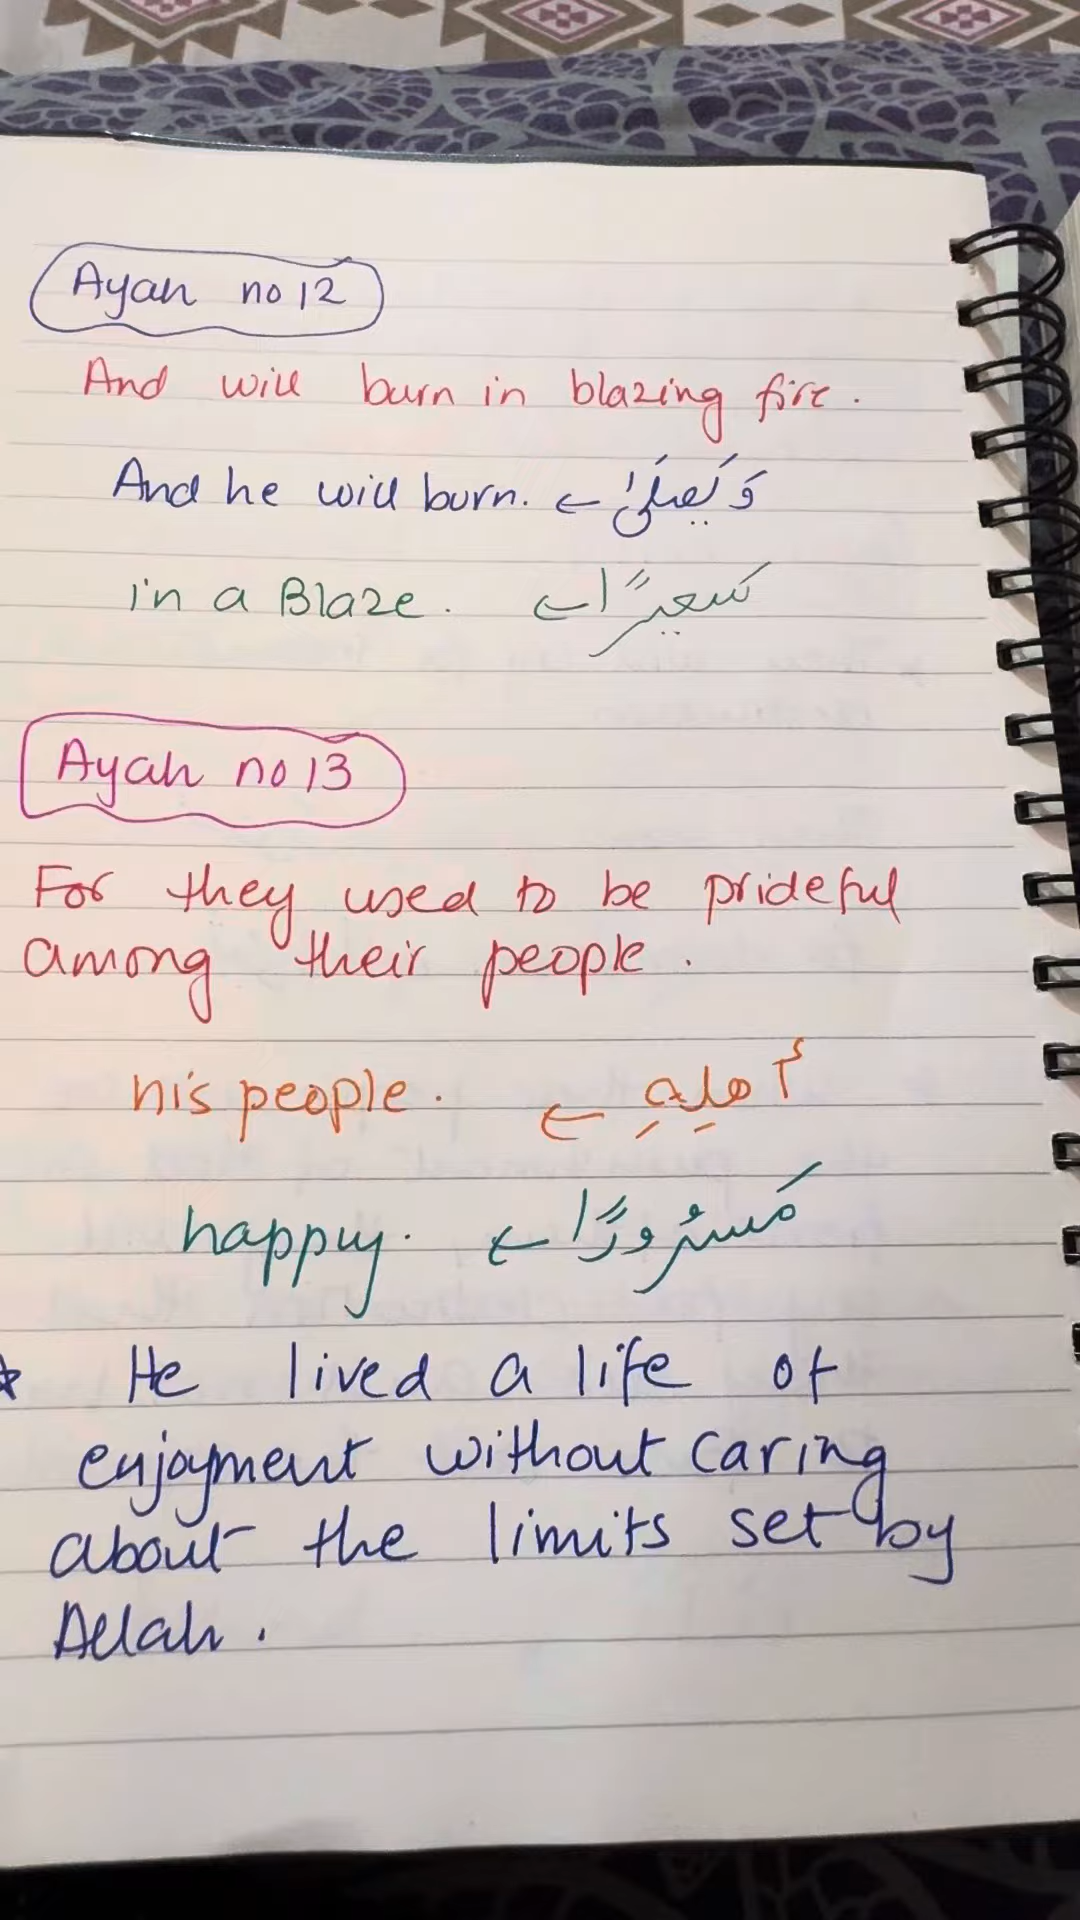 Ayah no 12
And will burn in blazing fire.
And he will burn. ← وَيَصلَىٰ
in a Blaze. ← سَعِيرًا
Ayah no 13
For they used to be prideful
among their people.
his people. ← أهلِهِ
happy. ← مَسْرُورًا
☆ He lived a life of
enjoyment without caring
about the limits set by
Allah.